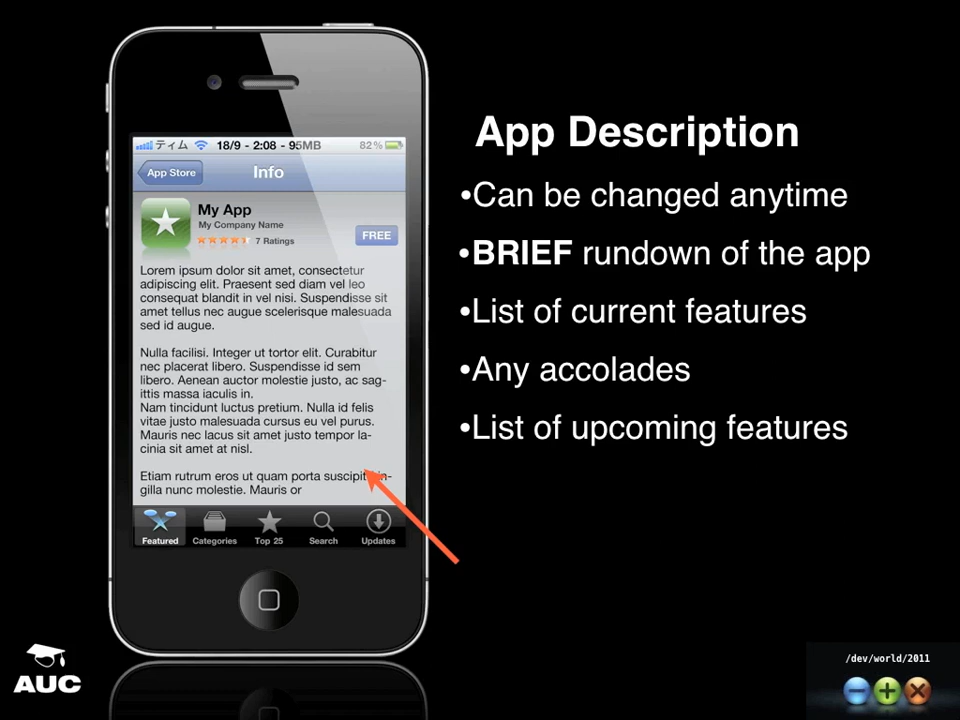 ティム 18/9 - 2:08 - 95MB 82%
App Store Info
My App
My Company Name
7 Ratings
FREE
Lorem ipsum dolor sit amet, consectetur
adipiscing elit. Praesent sed diam vel leo
consequat blandit in vel nisi. Suspendisse sit
amet tellus nec augue scelerisque malesuada
sed id augue.
Nulla facilisi. Integer ut tortor elit. Curabitur
nec placerat libero. Suspendisse id sem
libero. Aenean auctor molestie justo, ac sag-
ittis massa iaculis in.
Nam tincidunt luctus pretium. Nulla id felis
vitae justo malesuada cursus eu vel purus.
Mauris nec lacus sit amet justo tempor la-
cinia sit amet at nisl.
Etiam rutrum eros ut quam porta suscipit
gilla nunc molestie. Mauris or
Featured Categories Top 25 Search Updates
App Description
•Can be changed anytime
•BRIEF rundown of the app
•List of current features
•Any accolades
•List of upcoming features
AUC
/dev/world/2011